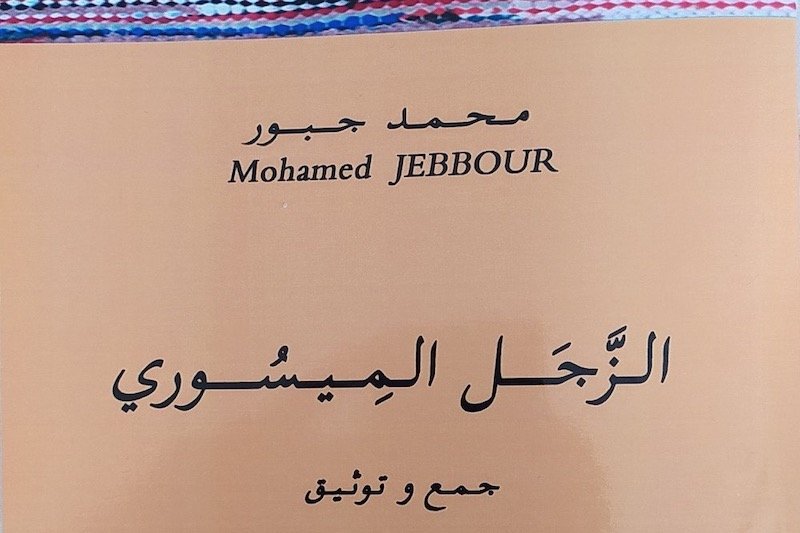 محمد جبور
Mohamed JEBBOUR
الزَّجَل المِيسُوري
جمع و توثيق